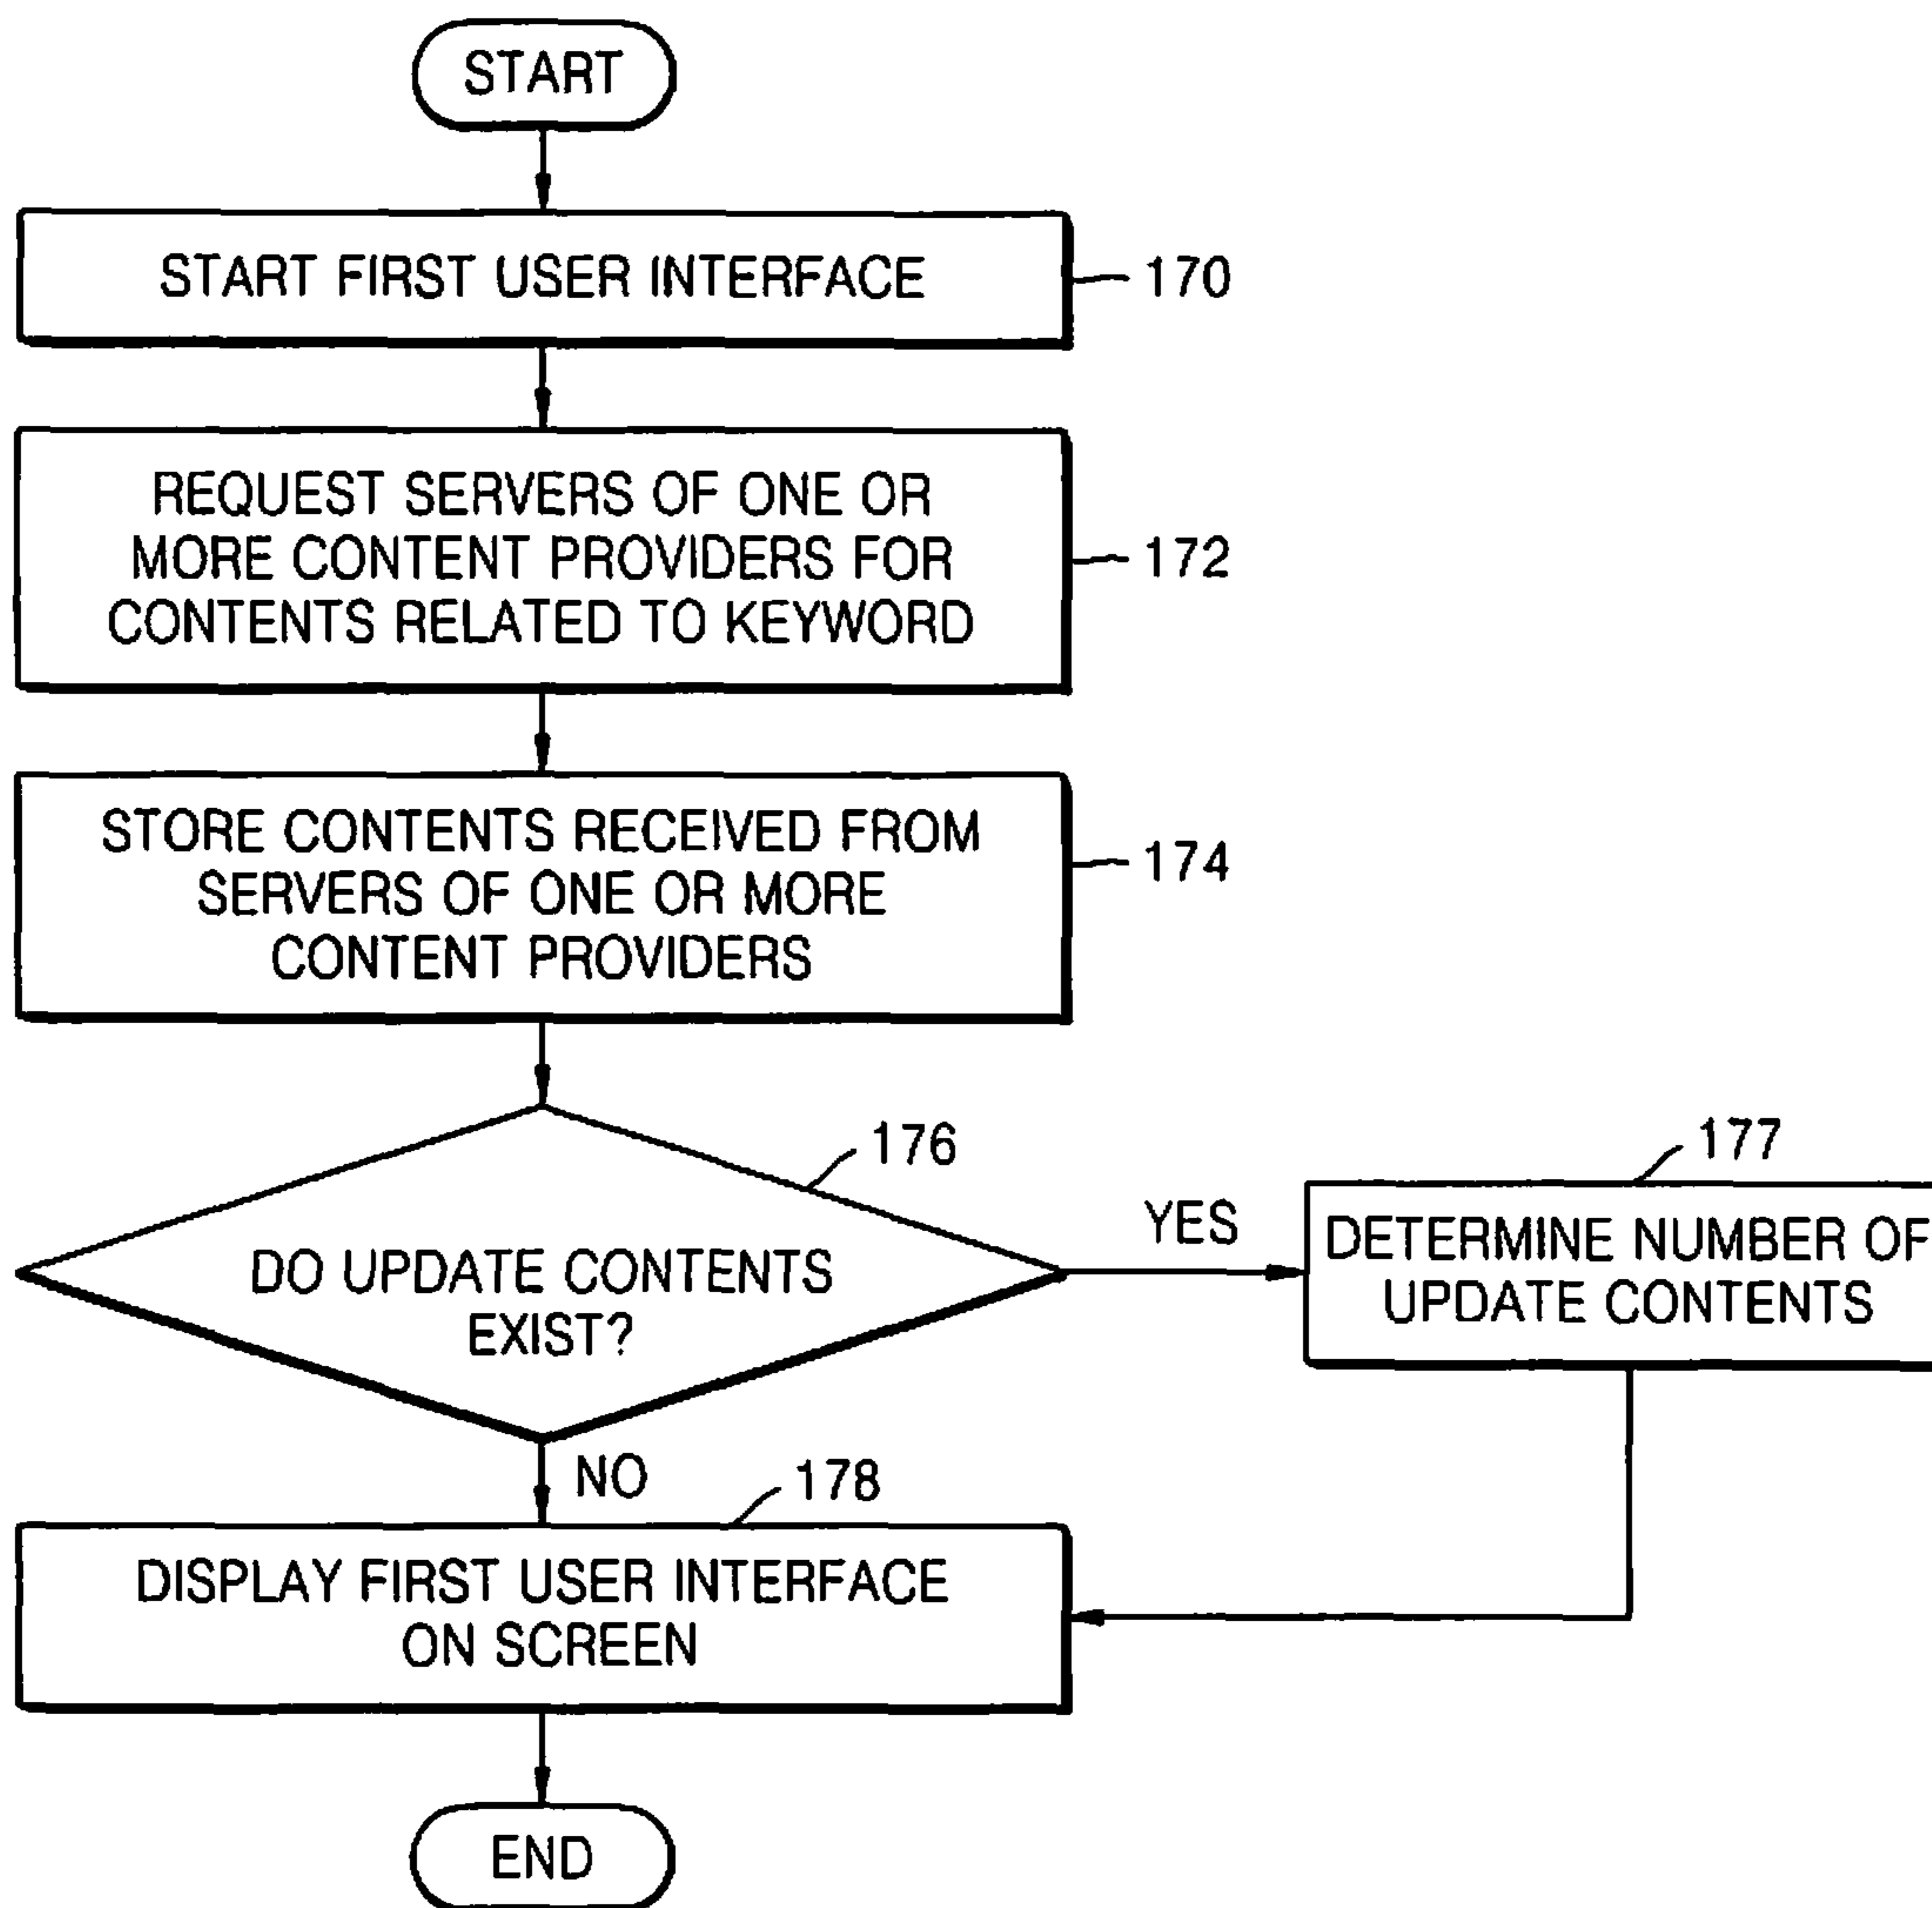 START
START FIRST USER INTERFACE
170
REQUEST SERVERS OF ONE OR
MORE CONTENT PROVIDERS FOR
CONTENTS RELATED TO KEYWORD
172
STORE CONTENTS RECEIVED FROM
SERVERS OF ONE OR MORE
CONTENT PROVIDERS
174
176
DO UPDATE CONTENTS
EXIST?
YES
177
DETERMINE NUMBER OF
UPDATE CONTENTS
NO
178
DISPLAY FIRST USER INTERFACE
ON SCREEN
END